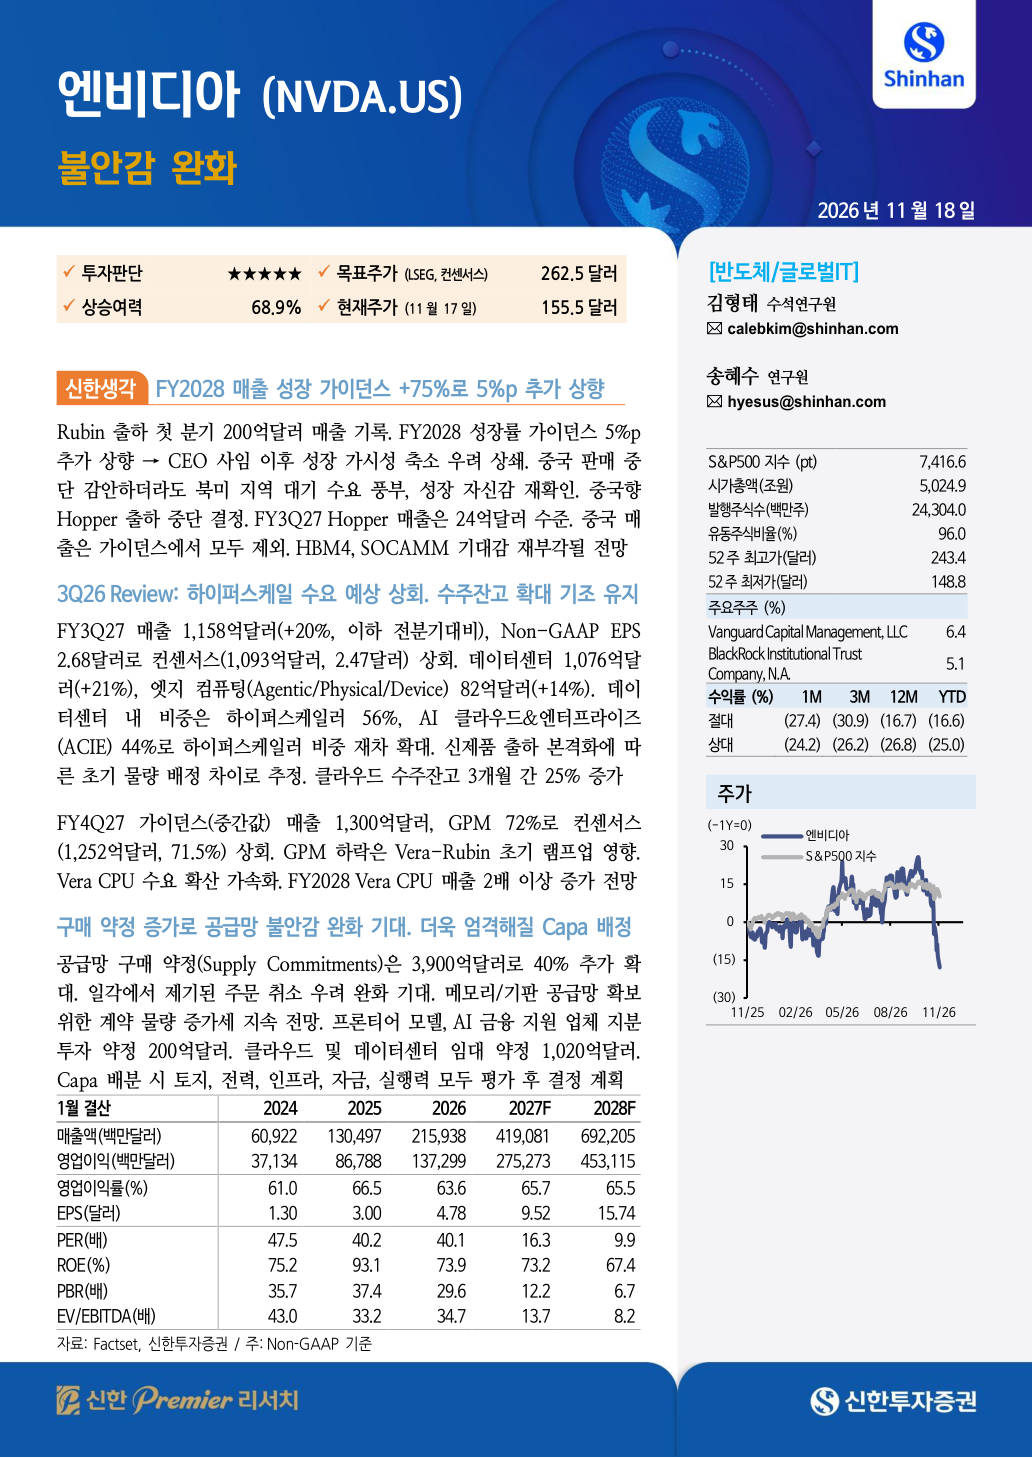 Shinhan
엔비디아 (NVDA.US)
불안감 완화
2026년 11월 18일
✓ 투자판단 ★★★★★ ✓ 목표주가 (LSEG, 컨센서스) 262.5 달러
✓ 상승여력 68.9% ✓ 현재주가 (11월 17일) 155.5 달러
신한생각 FY2028 매출 성장 가이던스 +75%로 5%p 추가 상향
Rubin 출하 첫 분기 200억달러 매출 기록. FY2028 성장률 가이던스 5%p
추가 상향 → CEO 사임 이후 성장 가시성 축소 우려 상쇄. 중국 판매 중
단 감안하더라도 북미 지역 대기 수요 풍부, 성장 자신감 재확인. 중국향
Hopper 출하 중단 결정. FY3Q27 Hopper 매출은 24억달러 수준. 중국 매
출은 가이던스에서 모두 제외. HBM4, SOCAMM 기대감 재부각될 전망
3Q26 Review: 하이퍼스케일 수요 예상 상회. 수주잔고 확대 기조 유지
FY3Q27 매출 1,158억달러(+20%, 이하 전분기대비), Non-GAAP EPS
2.68달러로 컨센서스(1,093억달러, 2.47달러) 상회. 데이터센터 1,076억달
러(+21%), 엣지 컴퓨팅(Agentic/Physical/Device) 82억달러(+14%). 데이
터센터 내 비중은 하이퍼스케일러 56%, AI 클라우드&엔터프라이즈
(ACIE) 44%로 하이퍼스케일러 비중 재차 확대. 신제품 출하 본격화에 따
른 초기 물량 배정 차이로 추정. 클라우드 수주잔고 3개월 간 25% 증가
FY4Q27 가이던스(중간값) 매출 1,300억달러, GPM 72%로 컨센서스
(1,252억달러, 71.5%) 상회. GPM 하락은 Vera-Rubin 초기 램프업 영향.
Vera CPU 수요 확산 가속화. FY2028 Vera CPU 매출 2배 이상 증가 전망
구매 약정 증가로 공급망 불안감 완화 기대. 더욱 엄격해질 Capa 배정
공급망 구매 약정(Supply Commitments)은 3,900억달러로 40% 추가 확
대. 일각에서 제기된 주문 취소 우려 완화 기대. 메모리/기판 공급망 확보
위한 계약 물량 증가세 지속 전망. 프론티어 모델, AI 금융 지원 업체 지분
투자 약정 200억달러. 클라우드 및 데이터센터 임대 약정 1,020억달러.
Capa 배분 시 토지, 전력, 인프라, 자금, 실행력 모두 평가 후 결정 계획
1월 결산 2024 2025 2026 2027F 2028F
매출액(백만달러) 60,922 130,497 215,938 419,081 692,205
영업이익(백만달러) 37,134 86,788 137,299 275,273 453,115
영업이익률(%) 61.0 66.5 63.6 65.7 65.5
EPS(달러) 1.30 3.00 4.78 9.52 15.74
PER(배) 47.5 40.2 40.1 16.3 9.9
ROE(%) 75.2 93.1 73.9 73.2 67.4
PBR(배) 35.7 37.4 29.6 12.2 6.7
EV/EBITDA(배) 43.0 33.2 34.7 13.7 8.2
자료: Factset, 신한투자증권 / 주: Non-GAAP 기준
[반도체/글로벌IT]
김형태 수석연구원
calebkim@shinhan.com
송혜수 연구원
hyesus@shinhan.com
S&P500 지수 (pt) 7,416.6
시가총액(조원) 5,024.9
발행주식수(백만주) 24,304.0
유동주식비율(%) 96.0
52주 최고가(달러) 243.4
52주 최저가(달러) 148.8
주요주주 (%)
Vanguard Capital Management, LLC 6.4
BlackRock Institutional Trust
Company, N.A. 5.1
수익률 (%) 1M 3M 12M YTD
절대 (27.4) (30.9) (16.7) (16.6)
상대 (24.2) (26.2) (26.8) (25.0)
주가
(-1Y=0)
엔비디아
S&P500 지수
30
15
0
(15)
(30)
11/25 02/26 05/26 08/26 11/26
신한 Premier 리서치
신한투자증권